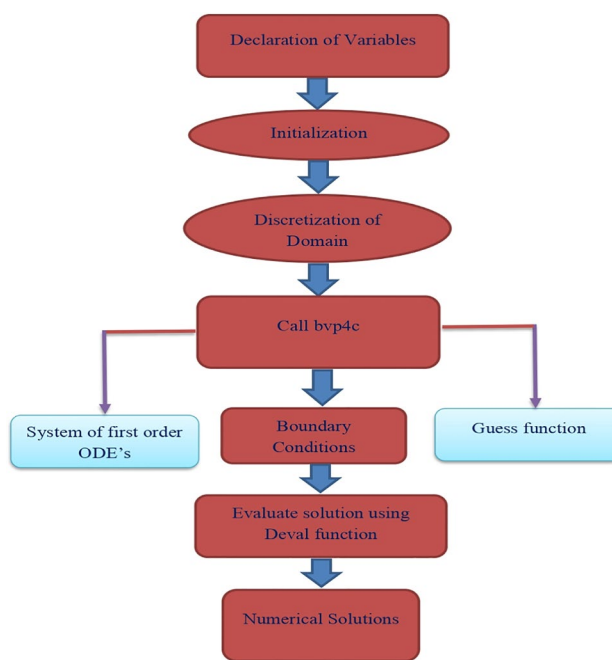 Declaration of Variables
Initialization
Discretization of
Domain
Call bvp4c
System of first order
ODE's
Boundary
Conditions
Guess function
Evaluate solution using
Deval function
Numerical Solutions